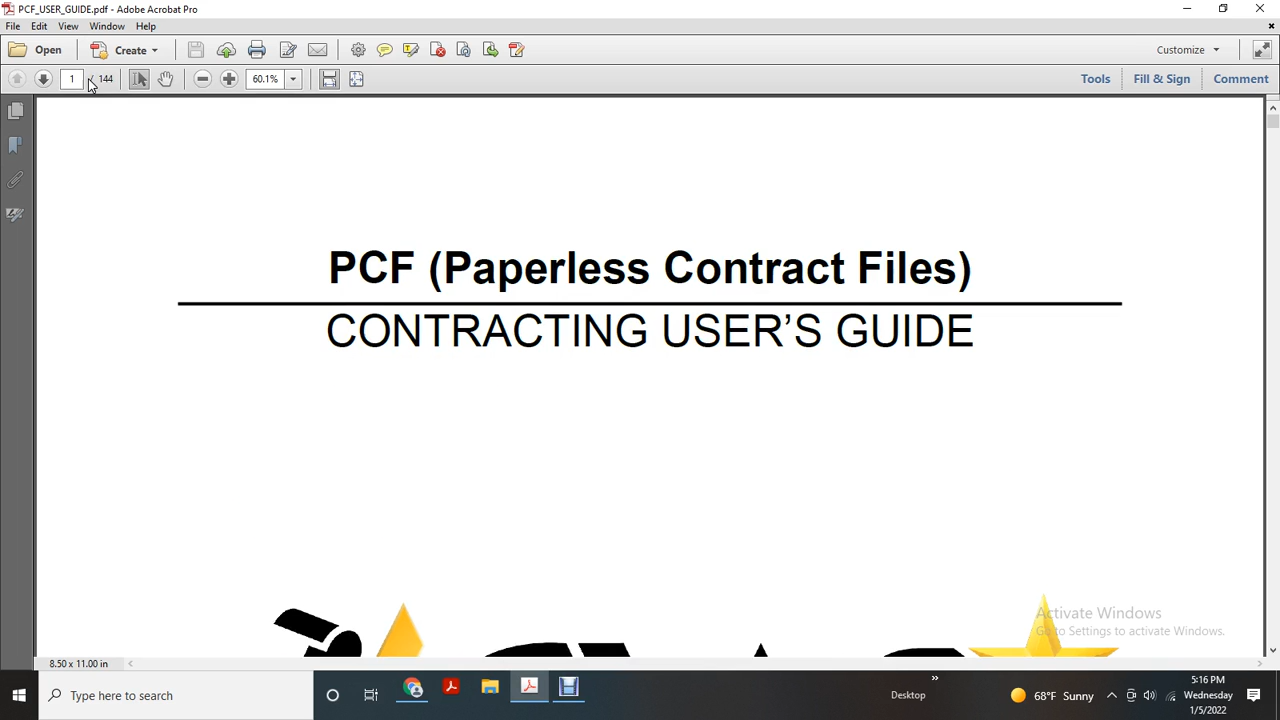 PCF_USER_GUIDE.pdf - Adobe Acrobat Pro
File Edit View Window Help
Open Create Customize
1 / 144 60.1% Tools Fill & Sign Comment
PCF (Paperless Contract Files)
CONTRACTING USER’S GUIDE
Activate Windows
Go to Settings to activate Windows.
8.50 x 11.00 in
Type here to search
Desktop
68°F Sunny
5:16 PM
Wednesday
1/5/2022